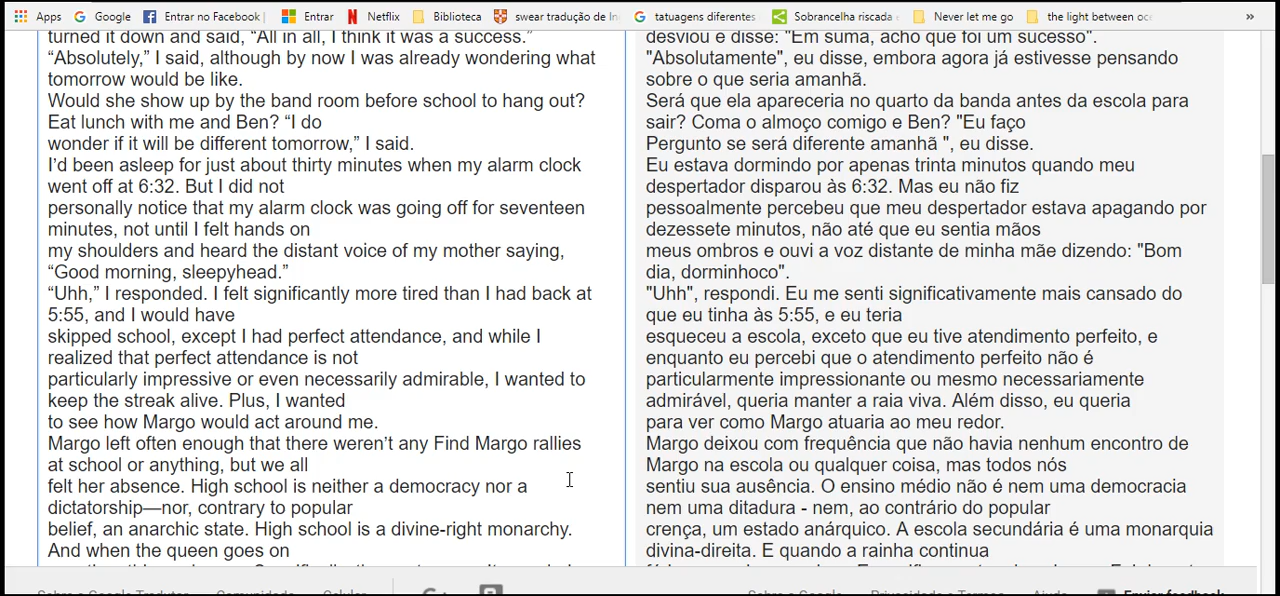 Apps Google Entrar no Facebook Entrar Netflix Biblioteca swear tradução de In tatuagens diferentes Sobrancelha riscada Never let me go the light between oce »
turned it down and said, “All in all, I think it was a success.”
“Absolutely,” I said, although by now I was already wondering what
tomorrow would be like.
Would she show up by the band room before school to hang out?
Eat lunch with me and Ben? “I do
wonder if it will be different tomorrow,” I said.
I’d been asleep for just about thirty minutes when my alarm clock
went off at 6:32. But I did not
personally notice that my alarm clock was going off for seventeen
minutes, not until I felt hands on
my shoulders and heard the distant voice of my mother saying,
“Good morning, sleepyhead.”
“Uhh,” I responded. I felt significantly more tired than I had back at
5:55, and I would have
skipped school, except I had perfect attendance, and while I
realized that perfect attendance is not
particularly impressive or even necessarily admirable, I wanted to
keep the streak alive. Plus, I wanted
to see how Margo would act around me.
Margo left often enough that there weren’t any Find Margo rallies
at school or anything, but we all
felt her absence. High school is neither a democracy nor a
dictatorship—nor, contrary to popular
belief, an anarchic state. High school is a divine-right monarchy.
And when the queen goes on
desviou e disse: "Em suma, acho que foi um sucesso".
"Absolutamente", eu disse, embora agora já estivesse pensando
sobre o que seria amanhã.
Será que ela apareceria no quarto da banda antes da escola para
sair? Coma o almoço comigo e Ben? "Eu faço
Pergunto se será diferente amanhã ", eu disse.
Eu estava dormindo por apenas trinta minutos quando meu
despertador disparou às 6:32. Mas eu não fiz
pessoalmente percebeu que meu despertador estava apagando por
dezessete minutos, não até que eu sentia mãos
meus ombros e ouvi a voz distante de minha mãe dizendo: "Bom
dia, dorminhoco".
"Uhh", respondi. Eu me senti significativamente mais cansado do
que eu tinha às 5:55, e eu teria
esqueceu a escola, exceto que eu tive atendimento perfeito, e
enquanto eu percebi que o atendimento perfeito não é
particularmente impressionante ou mesmo necessariamente
admirável, queria manter a raia viva. Além disso, eu queria
para ver como Margo atuaria ao meu redor.
Margo deixou com frequência que não havia nenhum encontro de
Margo na escola ou qualquer coisa, mas todos nós
sentiu sua ausência. O ensino médio não é nem uma democracia
nem uma ditadura - nem, ao contrário do popular
crença, um estado anárquico. A escola secundária é uma monarquia
divina-direita. E quando a rainha continua